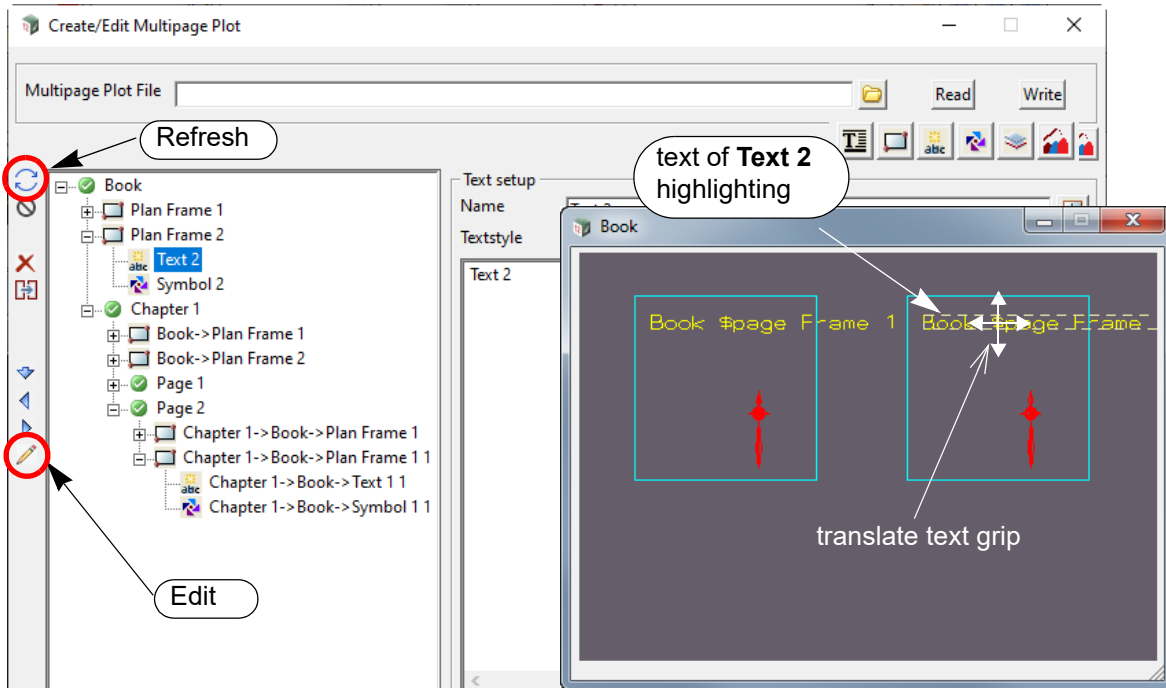 Create/Edit Multipage Plot
Multipage Plot File
Read
Write
Refresh
text of Text 2
highlighting
Book
Plan Frame 1
Plan Frame 2
Text 2
Symbol 2
Chapter 1
Book->Plan Frame 1
Book->Plan Frame 2
Page 1
Page 2
Chapter 1->Book->Plan Frame 1
Chapter 1->Book->Plan Frame 1 1
Chapter 1->Book->Text 1 1
Chapter 1->Book->Symbol 1 1
Edit
Text setup
Name
Textstyle
Text 2
Book
Book $page Frame 1
Book $page Frame
translate text grip